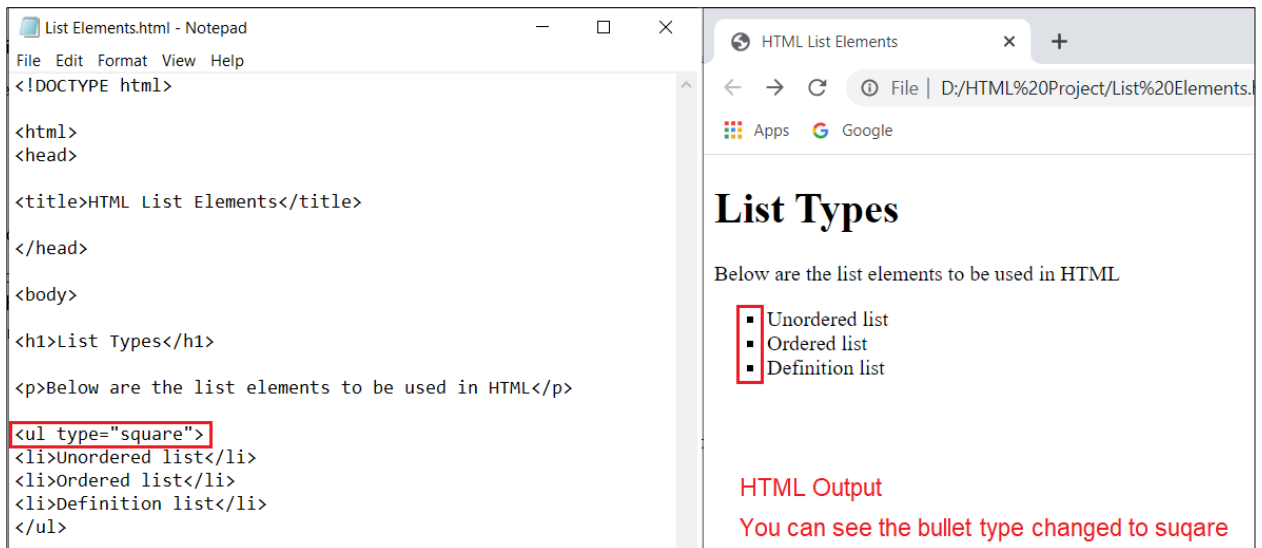 List Elements.html - Notepad
File Edit Format View Help
<!DOCTYPE html>
<html>
<head>
<title>HTML List Elements</title>
</head>
<body>
<h1>List Types</h1>
<p>Below are the list elements to be used in HTML</p>
<ul type="square">
<li>Unordered list</li>
<li>Ordered list</li>
<li>Definition list</li>
</ul>
HTML List Elements
File | D:/HTML%20Project/List%20Elements.
Apps G Google
List Types
Below are the list elements to be used in HTML
▪ Unordered list
▪ Ordered list
▪ Definition list
HTML Output
You can see the bullet type changed to suqare